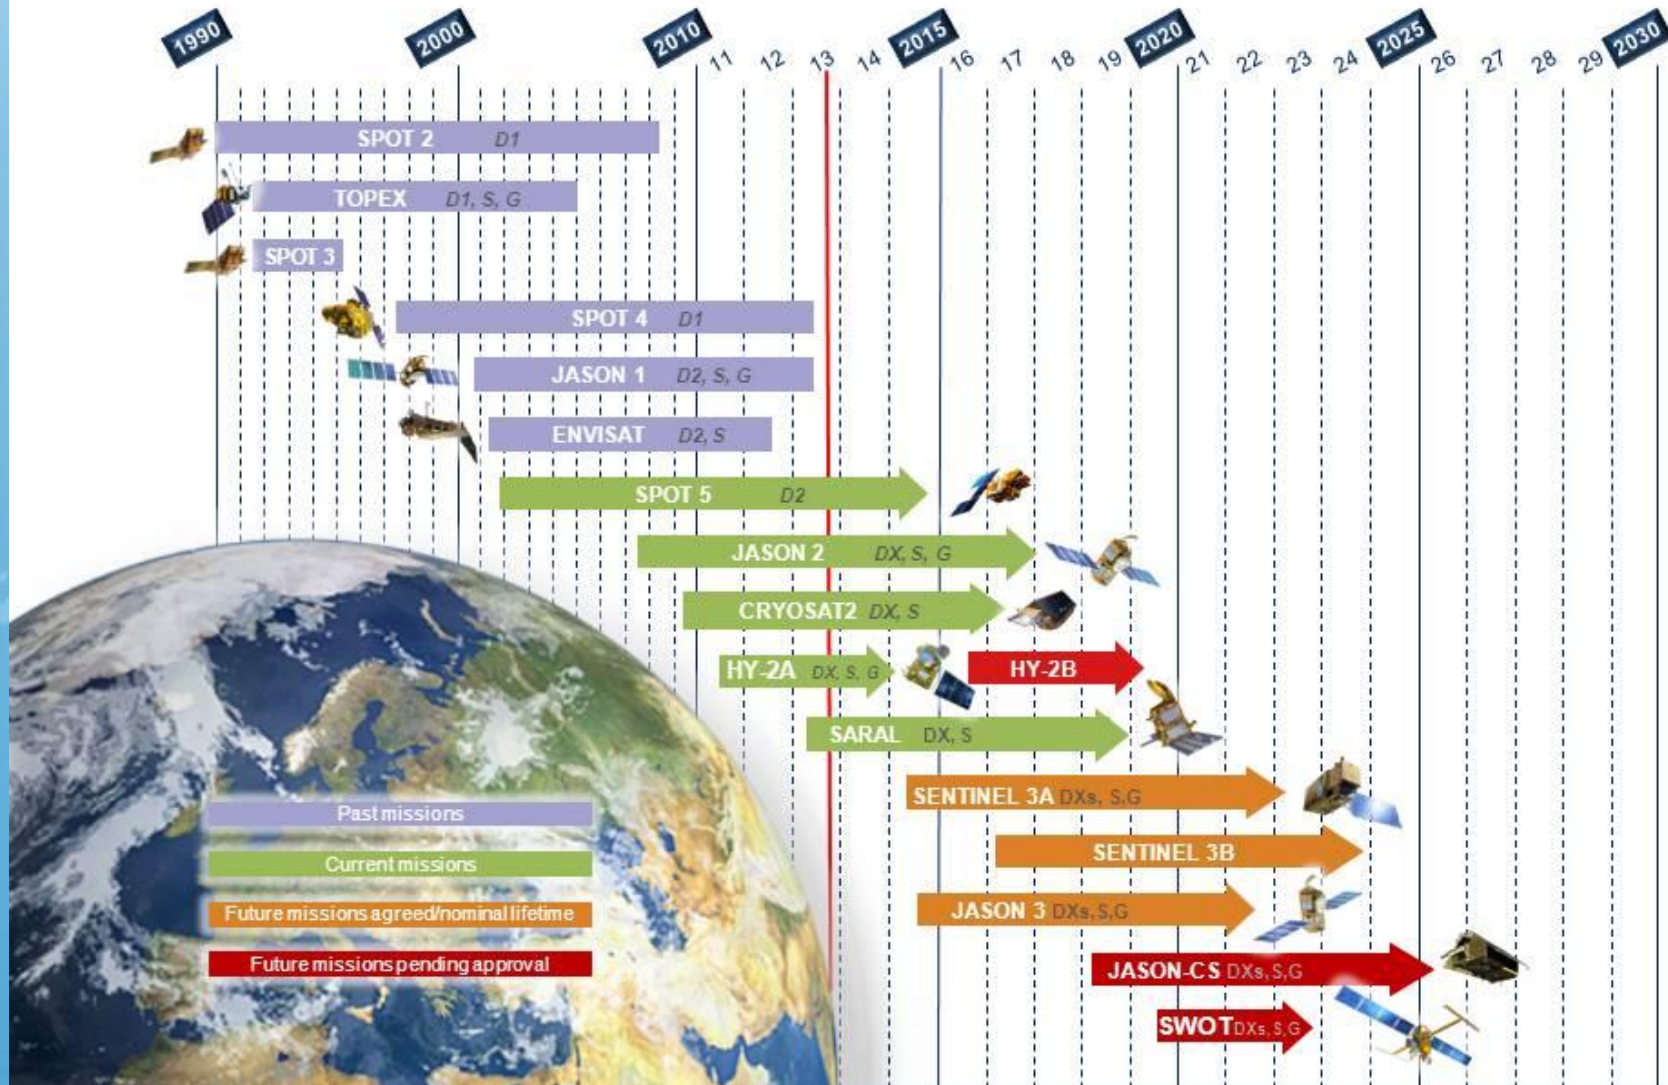 1990
2000
2010
11
12
13
14
2015
16
17
18
19
2020
21
22
23
24
2025
26
27
28
29
2030
SPOT 2 D1
TOPEX D1, S, G
SPOT 3
SPOT 4 D1
JASON 1 D2, S, G
ENVISAT D2, S
SPOT 5 D2
JASON 2 DX, S, G
CRYOSAT2 DX, S
HY-2A DX, S, G
HY-2B
SARAL DX, S
SENTINEL 3A DXs, S,G
SENTINEL 3B
JASON 3 DXs,S,G
JASON-CS DXs,S,G
SWOT DXs,S,G
Past missions
Current missions
Future missions agreed/nominal lifetime
Future missions pending approval